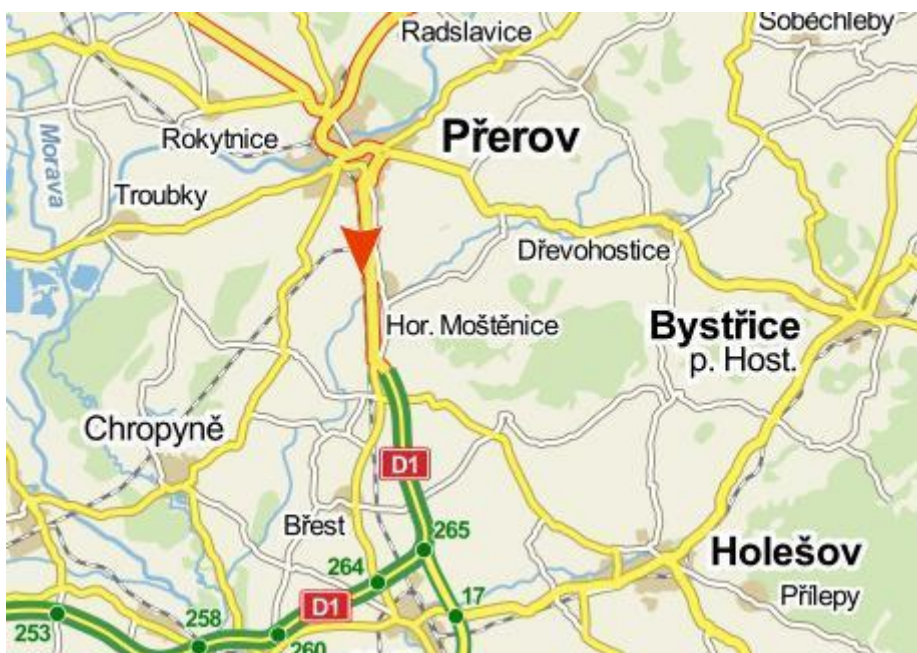 Soběchleby
Radslavice
Rokytnice
Přerov
Morava
Troubky
Dřevohostice
Hor. Moštěnice
Bystřice
p. Host.
Chropyně
D1
Břest
265
Holešov
264
Přílepy
D1
17
258
253
260